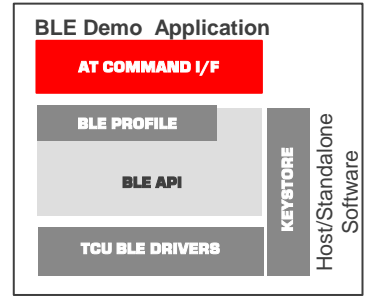 BLE Demo Application
AT COMMAND I/F
BLE PROFILE
BLE API
TCU BLE DRIVERS
KEYSTORE
Host/Standalone
Software